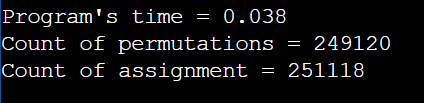 Program's time = 0.038
Count of permutations = 249120
Count of assignment = 251118